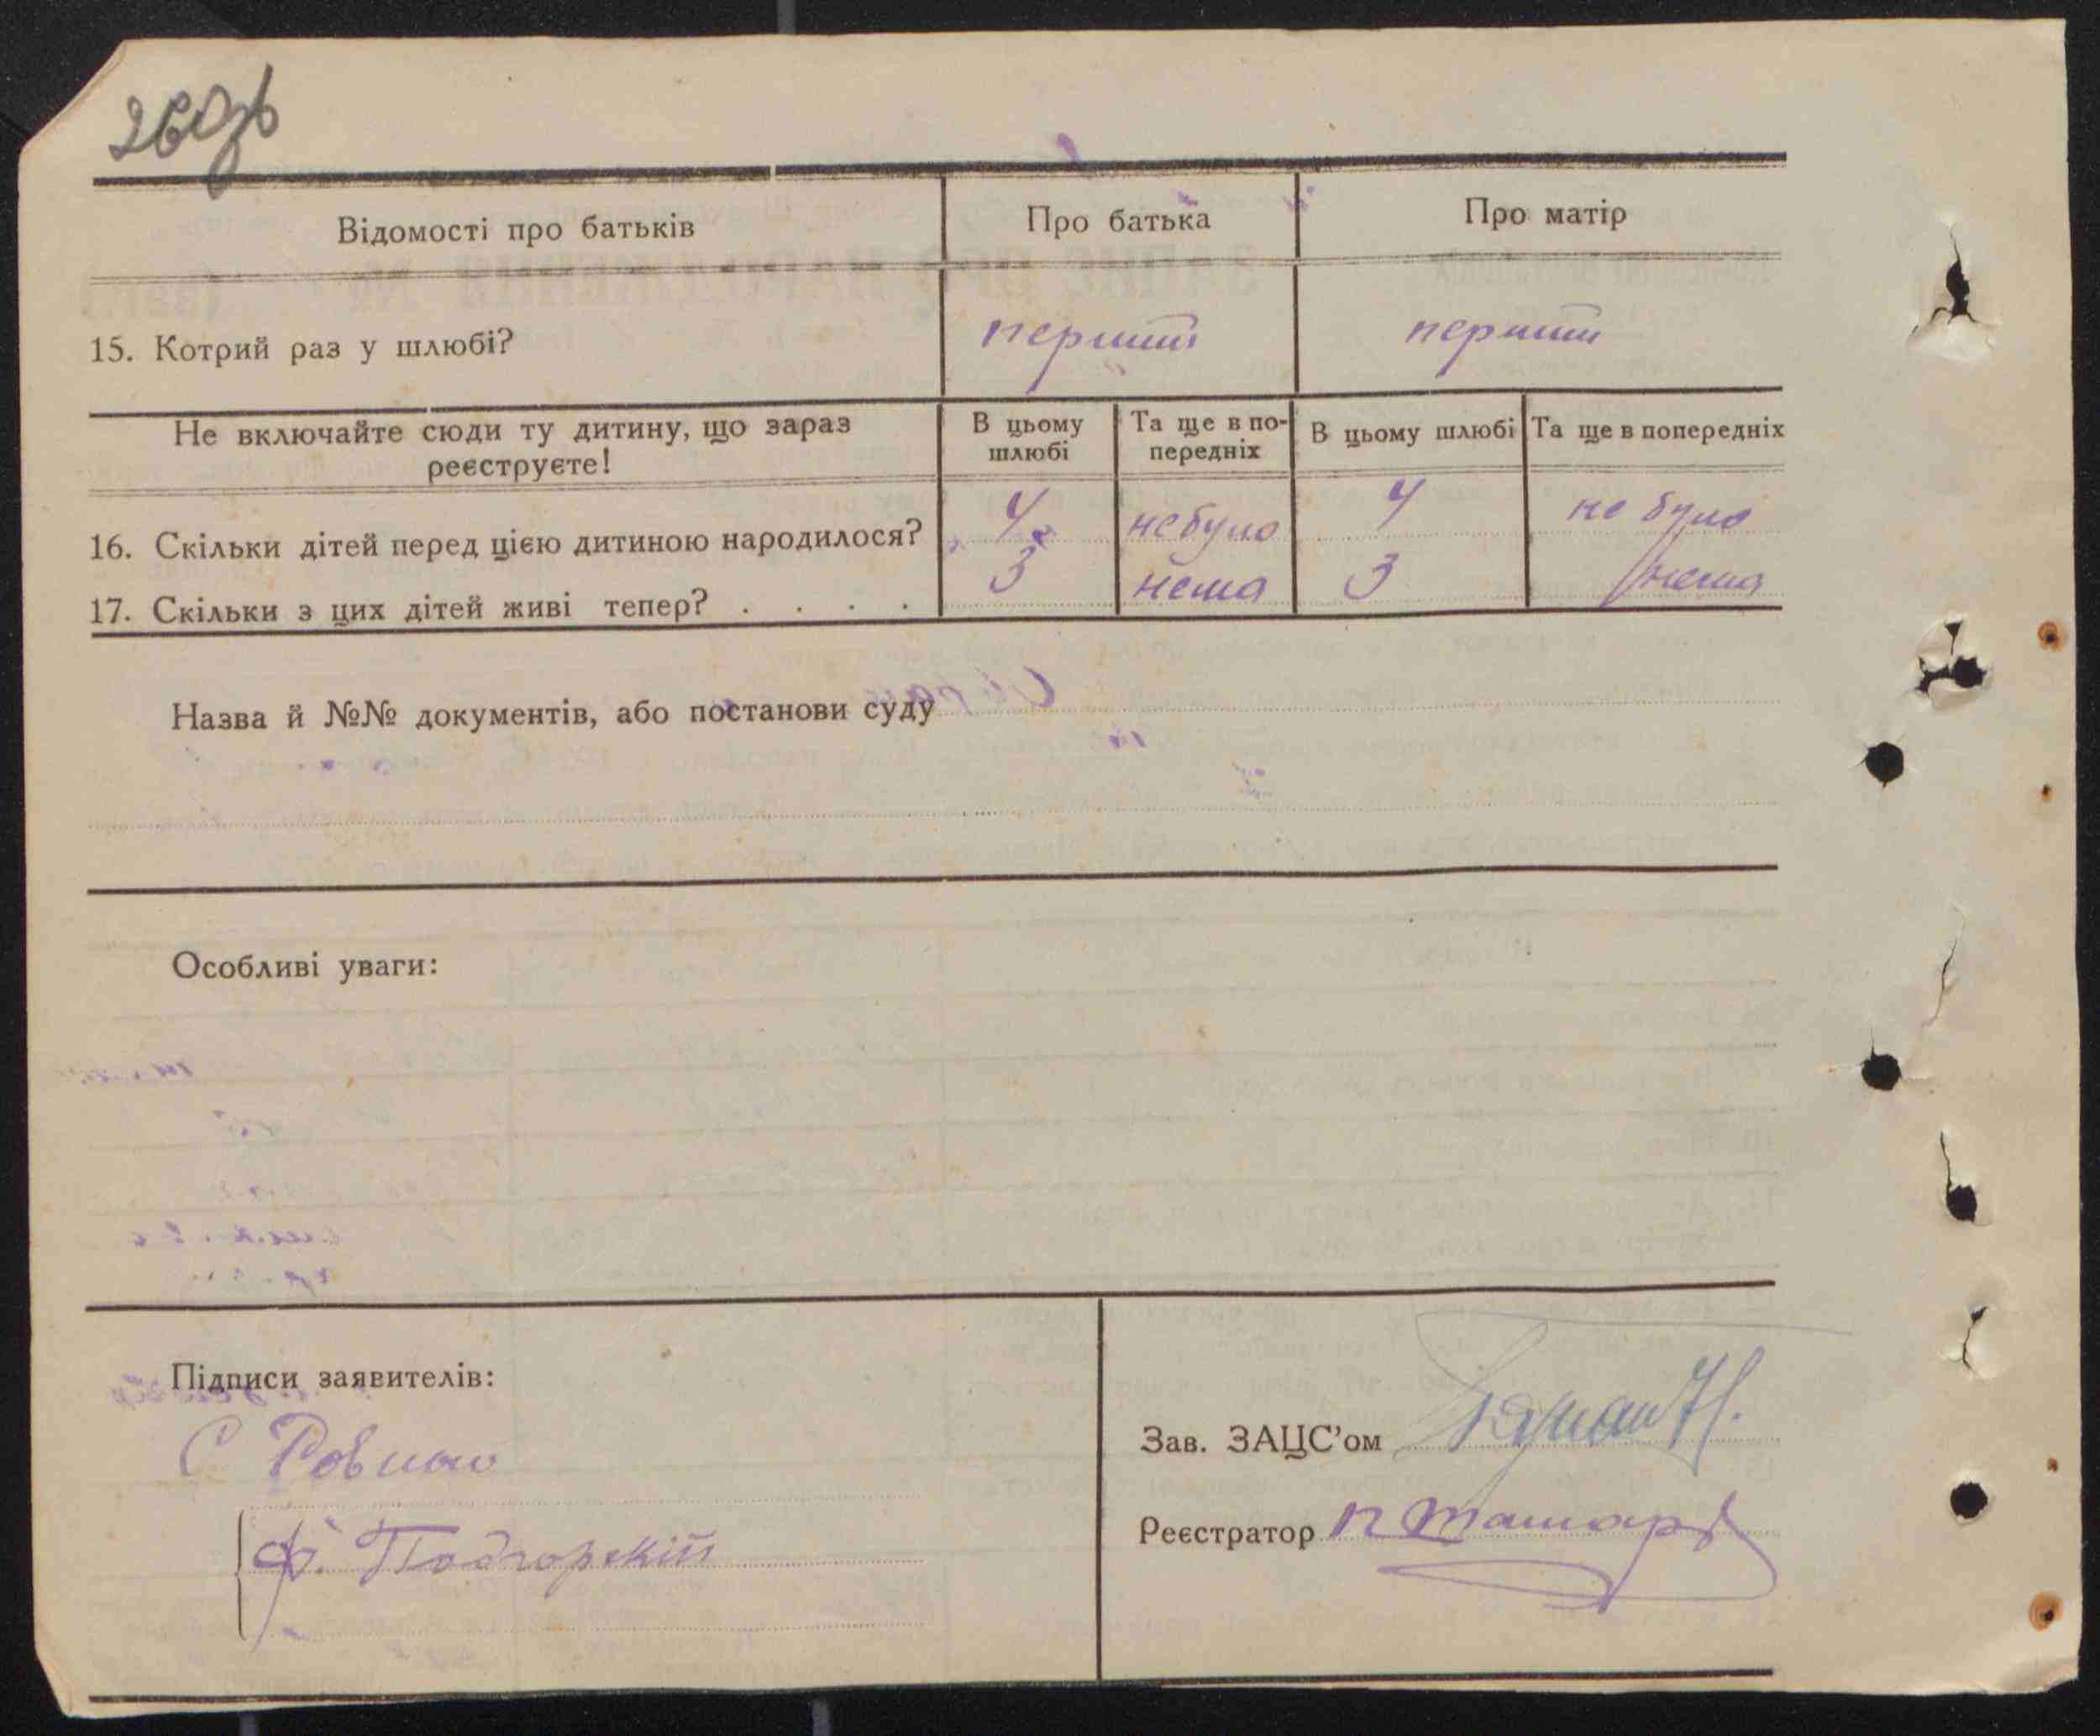 260зв
Відомості про батьків Про батька Про матір
15. Котрий раз у шлюбі? перший перший
Не включайте сюди ту дитину, що зараз реєструєте! В цьому шлюбі Та ще в попередніх В цьому шлюбі Та ще в попередніх
16. Скільки дітей перед цією дитиною народилося? 4 небуло 4 не було
17. Скільки з цих дітей живі тепер? . . . . 3 нема 3 нема
Назва й №№ документів, або постанови суду
Особливі уваги:
Підписи заявителів:
С
Ф. Подгорскій
Зав. ЗАЦС'ом
Реєстратор П